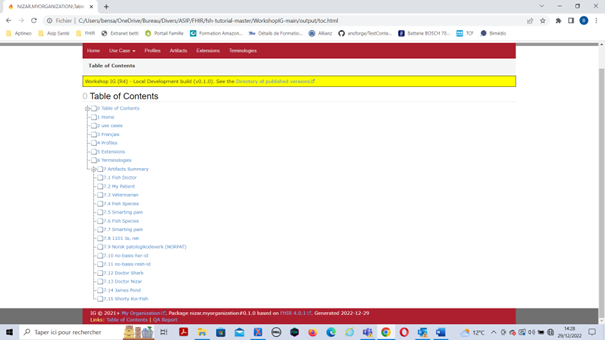 NIZAR.MYORGANIZATION\Table
Fichier | C:/Users/bensa/OneDrive/Bureau/Divers/ASIP/FHIR/fsh-tutorial-master/WorkshopIG-main/output/toc.html
Aptineo Asip Santé FHIR Extranet tierth Portail Famille Formation Amazon... Détails de Formatio... Allianz ansforge/TestConte... Batterie BOSCH TE... TCF Bimédia
Home Use Case Profiles Artifacts Extensions Terminologies
Table of Contents
Workshop IG (R4) - Local Development build (v0.1.0). See the Directory of published versions
0 Table of Contents
0 Table of Contents
1 Home
2 use cases
3 Français
4 Profiles
5 Extensions
6 Terminologies
7 Artifacts Summary
7.1 Fish Doctor
7.2 My Patient
7.3 Veterinarian
7.4 Fish Species
7.5 Smarting pain
7.6 Fish Species
7.7 Smarting pain
7.8 1101 Ja, nei
7.9 Norsk patologikodeverk (NORPAT)
7.10 no-basis-her-id
7.11 no-basis-resh-id
7.12 Doctor Shark
7.13 Doctor Nizar
7.14 James Pond
7.15 Shorty Koi-Fish
IG © 2021+ My Organization. Package nizar.myorganization#0.1.0 based on FHIR 4.0.1. Generated 2022-12-29
Links: Table of Contents | QA Report
Taper ici pour rechercher
12°C
14:28
29/12/2022